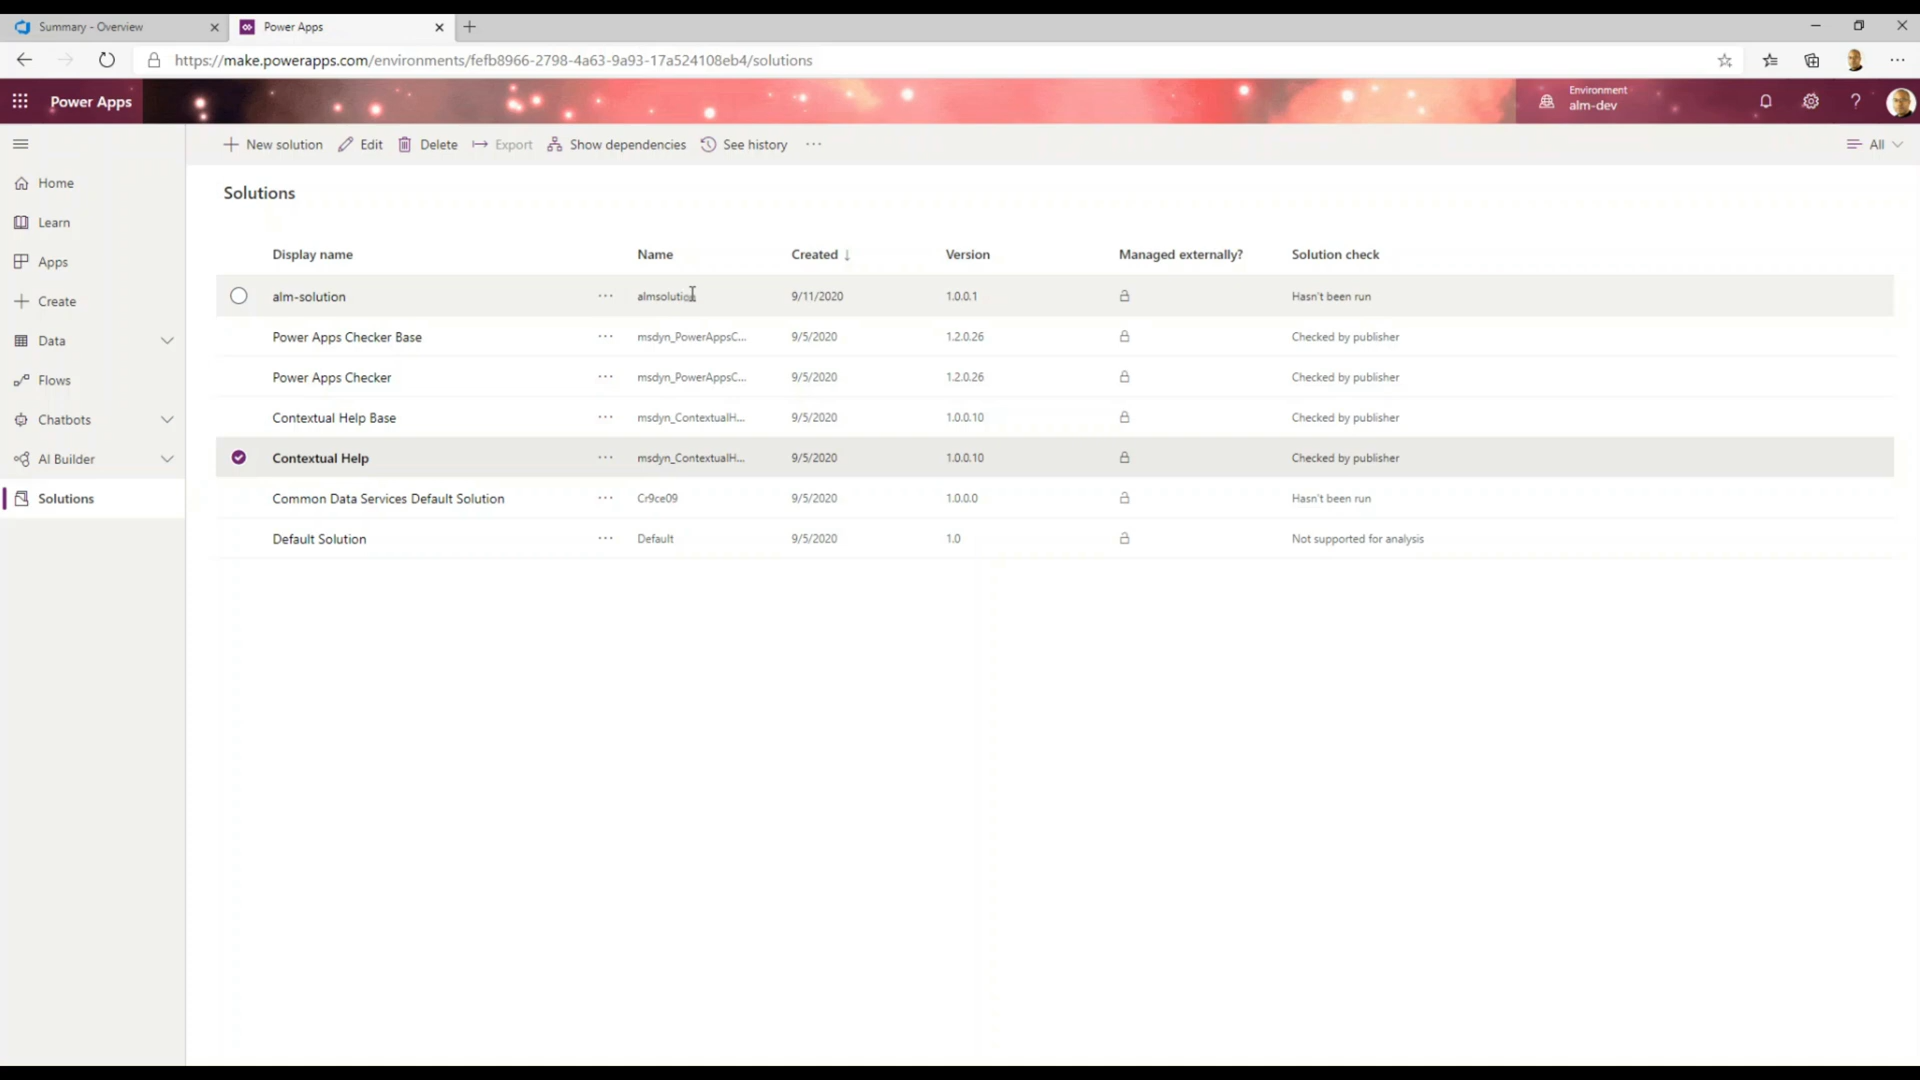 Summary - Overview
Power Apps
https://make.powerapps.com/environments/fefb8966-2798-4a63-9a93-17a524108eb4/solutions
Power Apps
Environment
alm-dev
New solution Edit Delete Export Show dependencies See history ···
All
Home
Learn
Apps
Create
Data
Flows
Chatbots
AI Builder
Solutions
Solutions
Display name Name Created ↓ Version Managed externally? Solution check
alm-solution ··· almsolution 9/11/2020 1.0.0.1 Hasn't been run
Power Apps Checker Base ··· msdyn_PowerAppsC... 9/5/2020 1.2.0.26 Checked by publisher
Power Apps Checker ··· msdyn_PowerAppsC... 9/5/2020 1.2.0.26 Checked by publisher
Contextual Help Base ··· msdyn_ContextualH... 9/5/2020 1.0.0.10 Checked by publisher
Contextual Help ··· msdyn_ContextualH... 9/5/2020 1.0.0.10 Checked by publisher
Common Data Services Default Solution ··· Cr9ce09 9/5/2020 1.0.0.0 Hasn't been run
Default Solution ··· Default 9/5/2020 1.0 Not supported for analysis